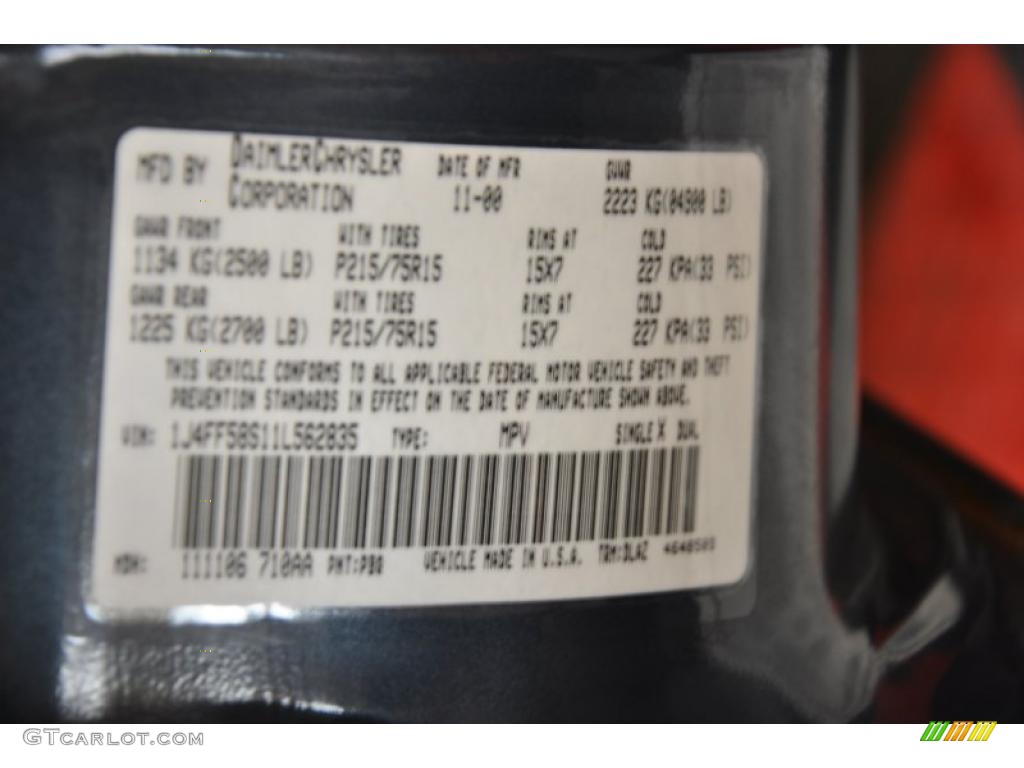 MFD BY DAIMLERCHRYSLER CORPORATION DATE OF MFR 11-00 GVWR 2223 KG(04900 LB)
GAWR FRONT WITH TIRES RIMS AT COLD
1134 KG(2500 LB) P215/75R15 15X7 227 KPA(33 PSI)
GAWR REAR WITH TIRES RIMS AT COLD
1225 KG(2700 LB) P215/75R15 15X7 227 KPA(33 PSI)
THIS VEHICLE CONFORMS TO ALL APPLICABLE FEDERAL MOTOR VEHICLE SAFETY AND THEFT
PREVENTION STANDARDS IN EFFECT ON THE DATE OF MANUFACTURE SHOWN ABOVE.
VIN: 1J4FF58S11L562835 TYPE: MPV SINGLE X DUAL
MDH: 111106 710AA PNT:PB8 VEHICLE MADE IN U.S.A. TRM:DLAZ
GTCarlot.com